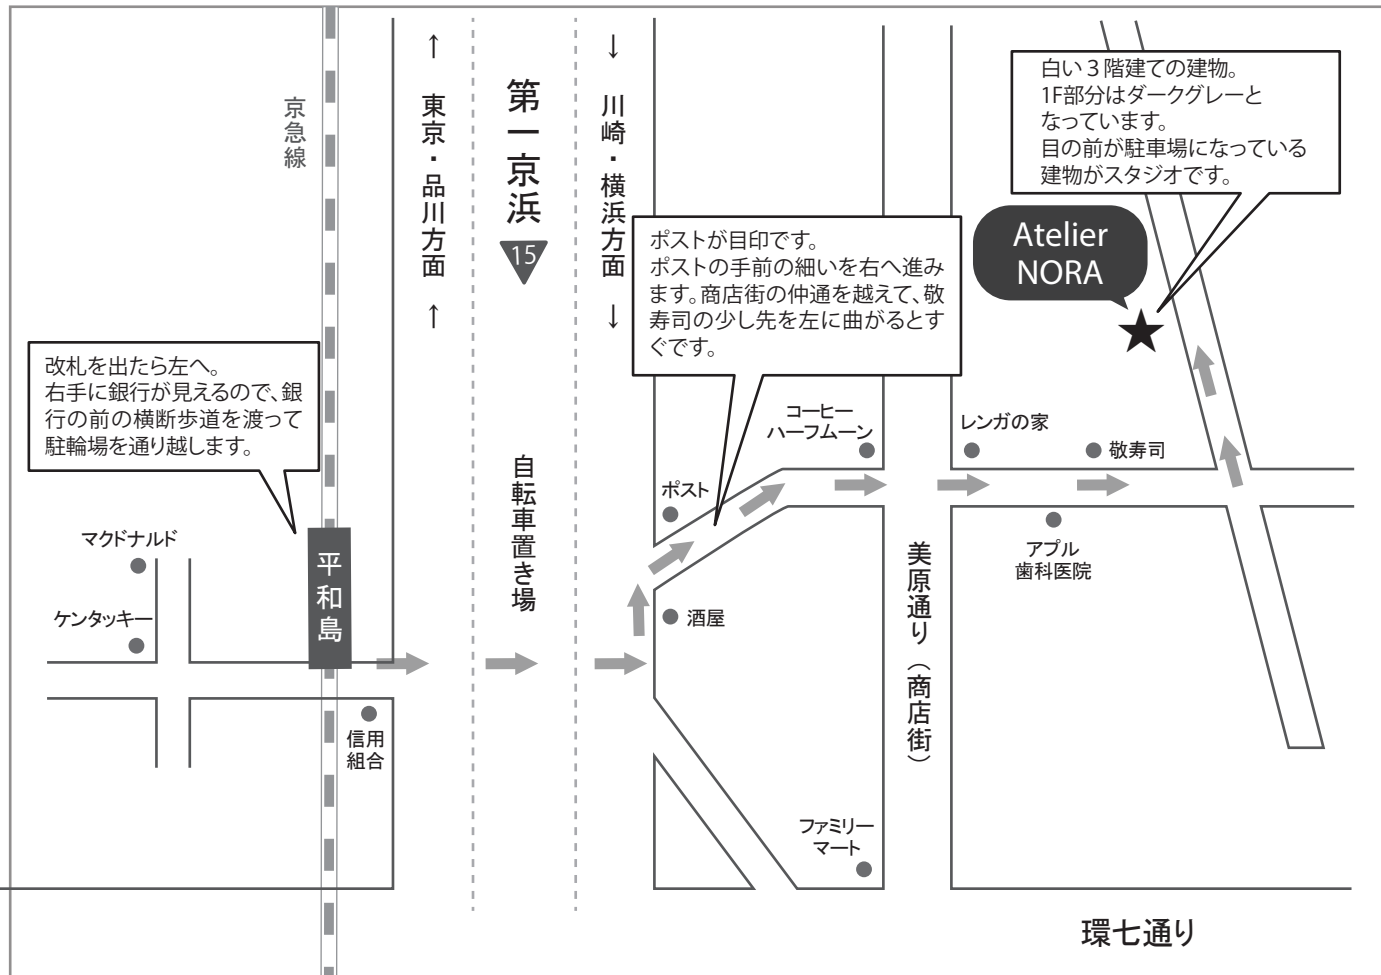 京急線
↑ 東京・品川方面 ↑
第一京浜
15
↓ 川崎・横浜方面 ↓
白い3階建ての建物。
1F部分はダークグレーと
なっています。
目の前が駐車場になっている
建物がスタジオです。
Atelier
NORA
ポストが目印です。
ポストの手前の細いを右へ進み
ます。商店街の仲通を越えて、敬
寿司の少し先を左に曲がるとす
ぐです。
改札を出たら左へ。
右手に銀行が見えるので、銀
行の前の横断歩道を渡って
駐輪場を通り越します。
コーヒー
ハーフムーン
レンガの家
敬寿司
ポスト
自転車置き場
マクドナルド
平和島
ケンタッキー
酒屋
美原通り（商店街）
アプル
歯科医院
信用
組合
ファミリー
マート
環七通り